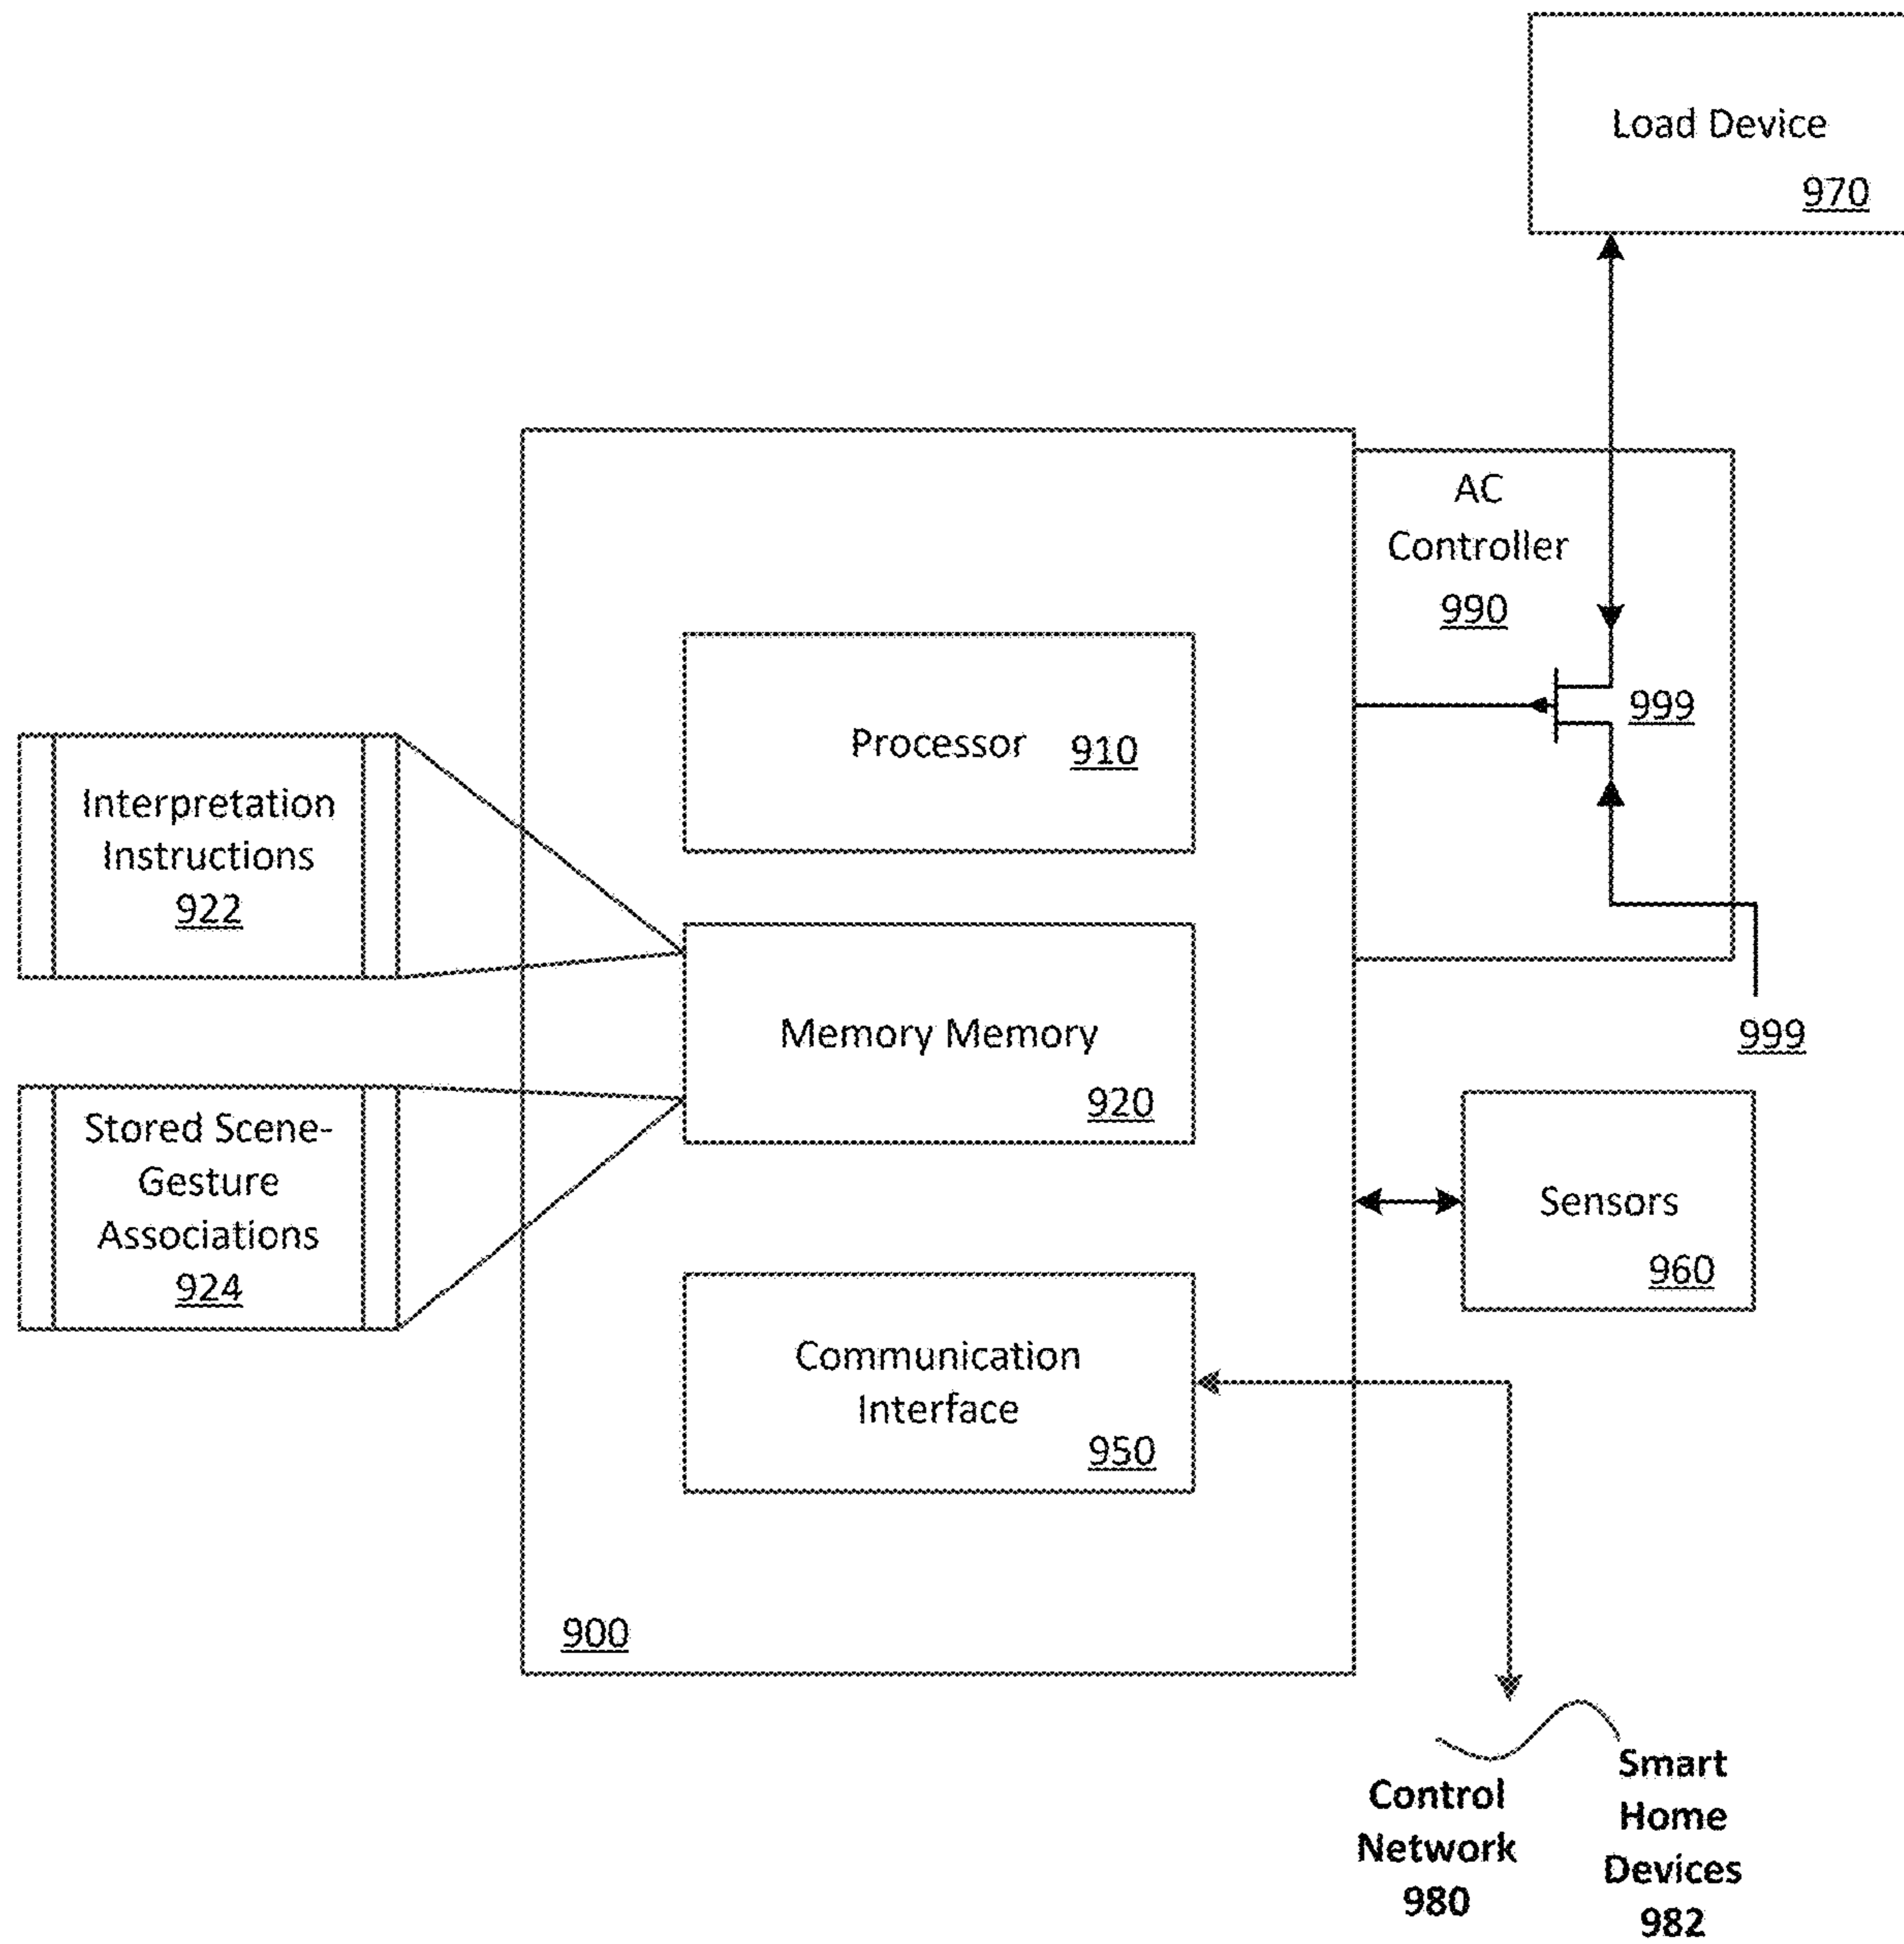 Load Device
970
AC
Controller
990
999
Processor 910
Interpretation
Instructions
922
Memory Memory
920
999
Stored Scene-
Gesture
Associations
924
Sensors
960
Communication
Interface
950
900
Control
Network
980
Smart
Home
Devices
982